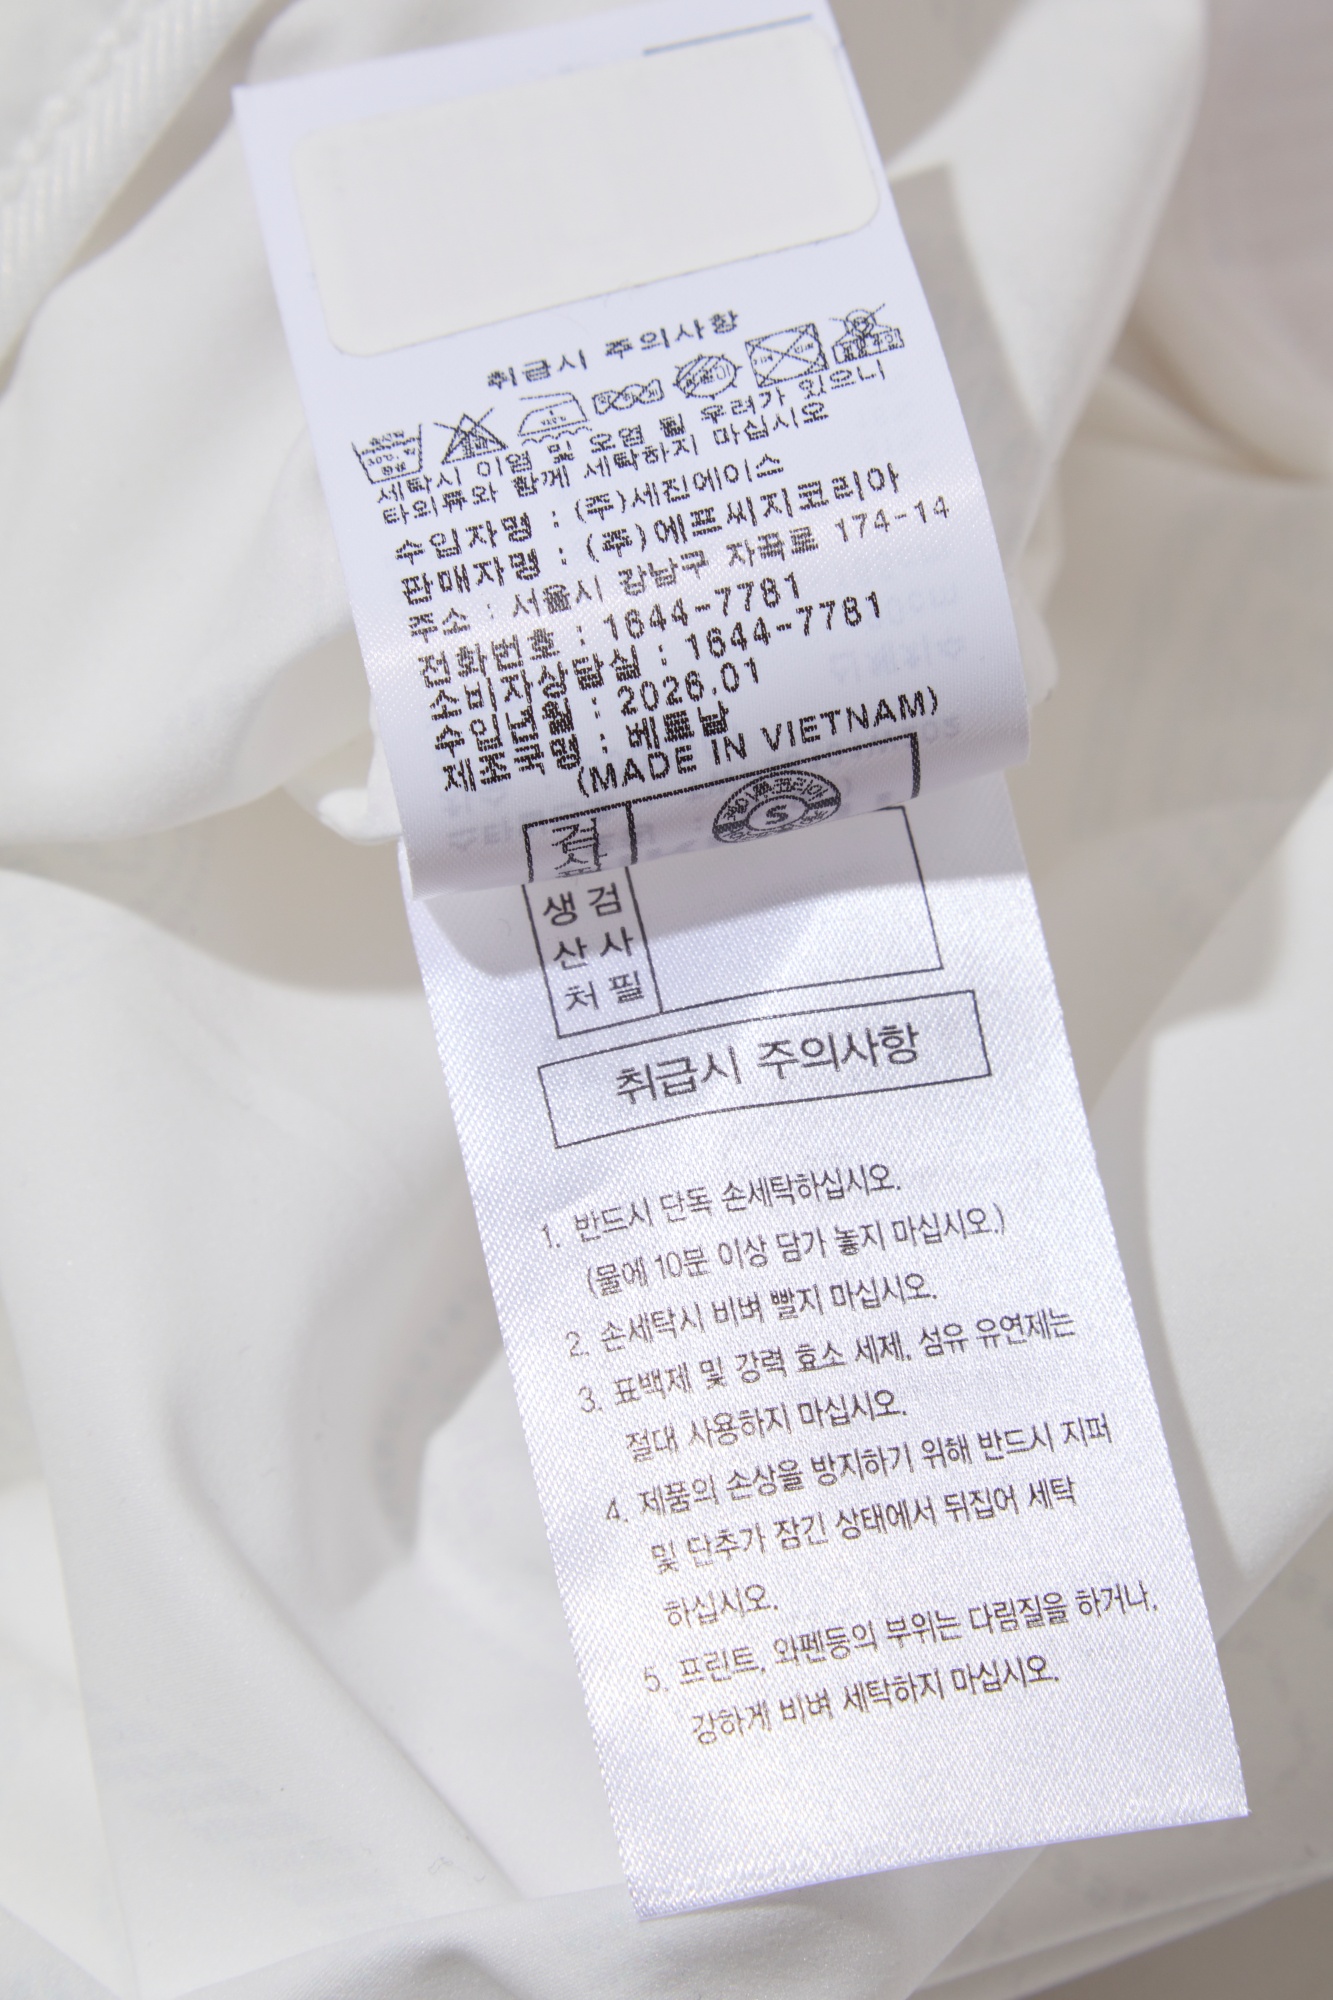 취급시 주의사항
세탁시 이염 및 오염 될 우려가 있으니
타의류와 함께 세탁하지 마십시오
수입자명 : (주)세진에이스
판매자명 : (주)에프씨지코리아
주소 : 서울시 강남구 자곡로 174-14
전화번호 : 1644-7781
소비자상담실 : 1644-7781
수입년월 : 2026.01
제조국명 : 베트남
(MADE IN VIETNAM)
검
사
S
생 검
산 사
처 필
취급시 주의사항
1. 반드시 단독 손세탁하십시오.
(물에 10분 이상 담가 놓지 마십시오.)
2. 손세탁시 비벼 빨지 마십시오.
3. 표백제 및 강력 효소 세제, 섬유 유연제는
절대 사용하지 마십시오.
4. 제품의 손상을 방지하기 위해 반드시 지퍼
및 단추가 잠긴 상태에서 뒤집어 세탁
하십시오.
5. 프린트, 와펜등의 부위는 다림질을 하거나,
강하게 비벼 세탁하지 마십시오.